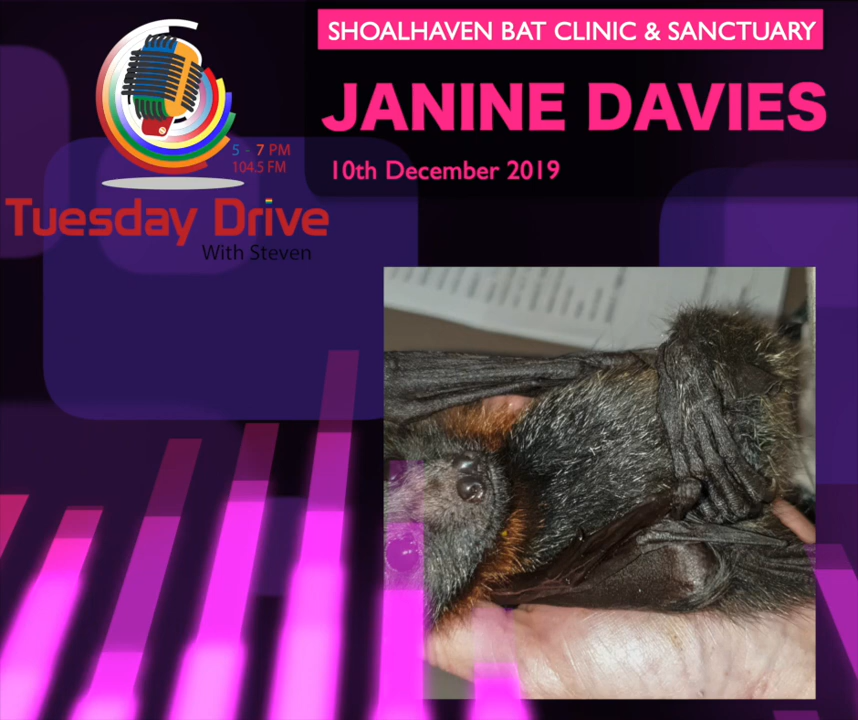 SHOALHAVEN BAT CLINIC & SANCTUARY
JANINE DAVIES
10th December 2019
5 - 7 PM
104.5 FM
Tuesday Drive
With Steven